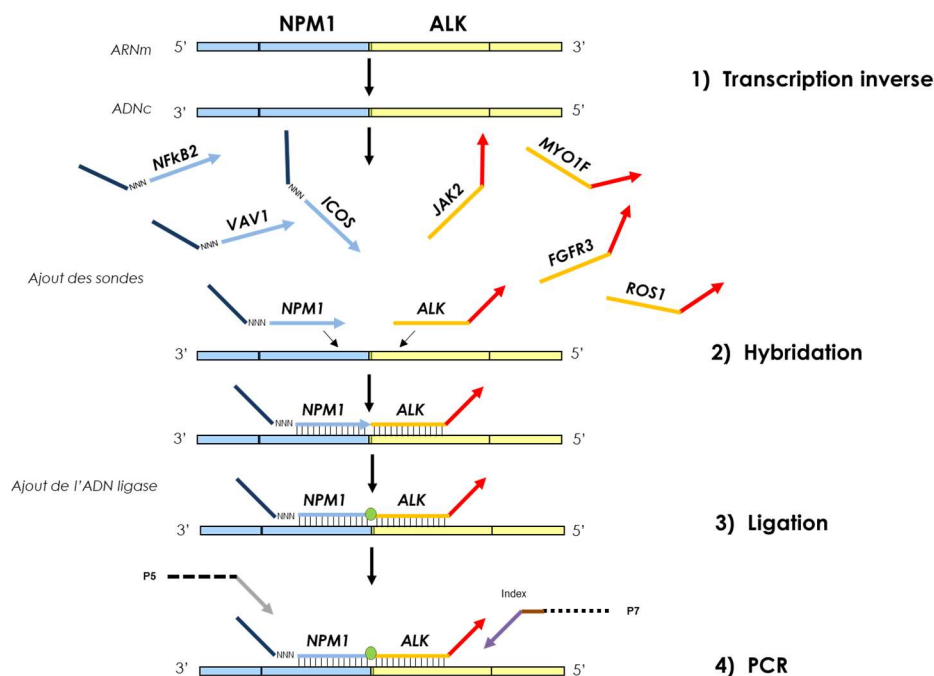 NPM1 ALK
ARNm 5’ 3’
1) Transcription inverse
ADNc 3’ 5’
NFkB2
NNN
ICOS
NNN
JAK2
MYO1F
VAV1
NNN
FGFR3
Ajout des sondes
ROS1
NNN NPM1 ALK
3’ 5’
2) Hybridation
NPM1 ALK
NNN
3’ 5’
Ajout de l’ADN ligase
NPM1 ALK
NNN
3’ 5’
3) Ligation
P5
Index
P7
NPM1 ALK
NNN
3’ 5’
4) PCR